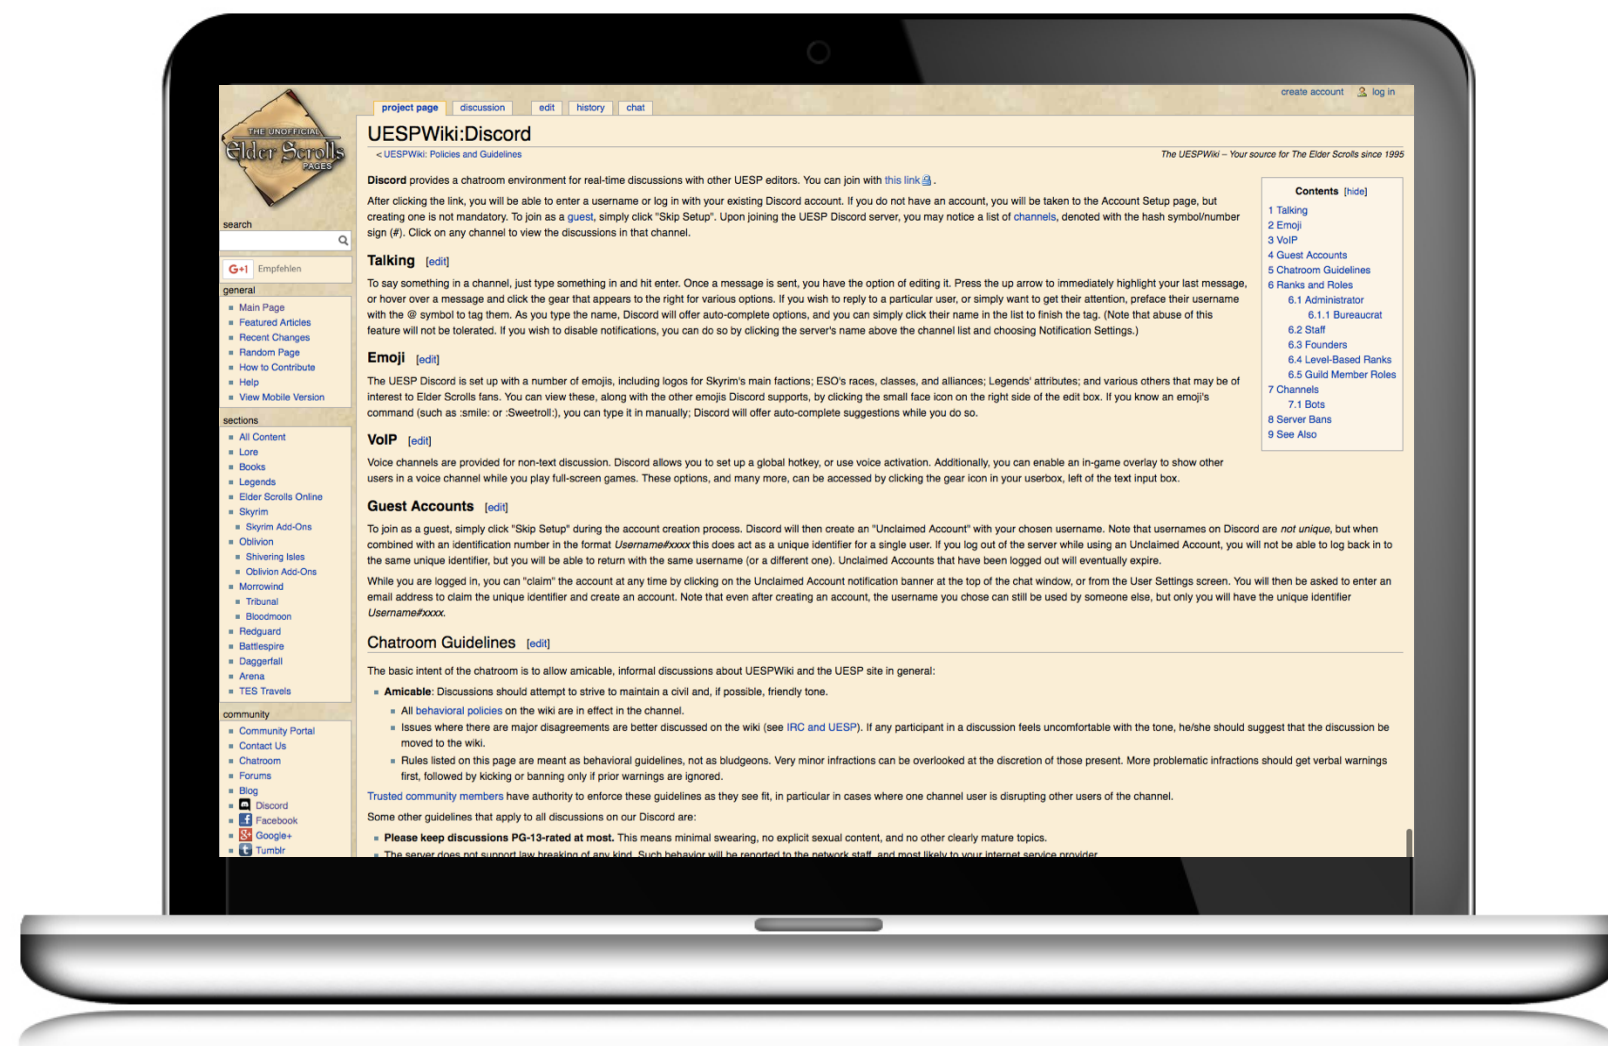 create account log in
project page discussion edit history chat
THE UNOFFICIAL
Elder Scrolls
PAGES
UESPWiki:Discord
< UESPWiki: Policies and Guidelines
The UESPWiki – Your source for The Elder Scrolls since 1995
search
G+1 Empfehlen
general
Main Page
Featured Articles
Recent Changes
Random Page
How to Contribute
Help
View Mobile Version
sections
All Content
Lore
Books
Legends
Elder Scrolls Online
Skyrim
Skyrim Add-Ons
Oblivion
Shivering Isles
Oblivion Add-Ons
Morrowind
Tribunal
Bloodmoon
Redguard
Battlespire
Daggerfall
Arena
TES Travels
community
Community Portal
Contact Us
Chatroom
Forums
Blog
Discord
Facebook
Google+
Tumblr
Discord provides a chatroom environment for real-time discussions with other UESP editors. You can join with this link.
After clicking the link, you will be able to enter a username or log in with your existing Discord account. If you do not have an account, you will be taken to the Account Setup page, but
creating one is not mandatory. To join as a guest, simply click "Skip Setup". Upon joining the UESP Discord server, you may notice a list of channels, denoted with the hash symbol/number
sign (#). Click on any channel to view the discussions in that channel.
Contents [hide]
1 Talking
2 Emoji
3 VoIP
4 Guest Accounts
5 Chatroom Guidelines
6 Ranks and Roles
6.1 Administrator
6.1.1 Bureaucrat
6.2 Staff
6.3 Founders
6.4 Level-Based Ranks
6.5 Guild Member Roles
7 Channels
7.1 Bots
8 Server Bans
9 See Also
Talking [edit]
To say something in a channel, just type something in and hit enter. Once a message is sent, you have the option of editing it. Press the up arrow to immediately highlight your last message,
or hover over a message and click the gear that appears to the right for various options. If you wish to reply to a particular user, or simply want to get their attention, preface their username
with the @ symbol to tag them. As you type the name, Discord will offer auto-complete options, and you can simply click their name in the list to finish the tag. (Note that abuse of this
feature will not be tolerated. If you wish to disable notifications, you can do so by clicking the server's name above the channel list and choosing Notification Settings.)
Emoji [edit]
The UESP Discord is set up with a number of emojis, including logos for Skyrim's main factions; ESO's races, classes, and alliances; Legends' attributes; and various others that may be of
interest to Elder Scrolls fans. You can view these, along with the other emojis Discord supports, by clicking the small face icon on the right side of the edit box. If you know an emoji's
command (such as :smile: or :Sweetroll:), you can type it in manually; Discord will offer auto-complete suggestions while you do so.
VoIP [edit]
Voice channels are provided for non-text discussion. Discord allows you to set up a global hotkey, or use voice activation. Additionally, you can enable an in-game overlay to show other
users in a voice channel while you play full-screen games. These options, and many more, can be accessed by clicking the gear icon in your userbox, left of the text input box.
Guest Accounts [edit]
To join as a guest, simply click "Skip Setup" during the account creation process. Discord will then create an "Unclaimed Account" with your chosen username. Note that usernames on Discord are not unique, but when
combined with an identification number in the format Username#xxxx this does act as a unique identifier for a single user. If you log out of the server while using an Unclaimed Account, you will not be able to log back in to
the same unique identifier, but you will be able to return with the same username (or a different one). Unclaimed Accounts that have been logged out will eventually expire.
While you are logged in, you can "claim" the account at any time by clicking on the Unclaimed Account notification banner at the top of the chat window, or from the User Settings screen. You will then be asked to enter an
email address to claim the unique identifier and create an account. Note that even after creating an account, the username you chose can still be used by someone else, but only you will have the unique identifier
Username#xxxx.
Chatroom Guidelines [edit]
The basic intent of the chatroom is to allow amicable, informal discussions about UESPWiki and the UESP site in general:
Amicable: Discussions should attempt to strive to maintain a civil and, if possible, friendly tone.
All behavioral policies on the wiki are in effect in the channel.
Issues where there are major disagreements are better discussed on the wiki (see IRC and UESP). If any participant in a discussion feels uncomfortable with the tone, he/she should suggest that the discussion be
moved to the wiki.
Rules listed on this page are meant as behavioral guidelines, not as bludgeons. Very minor infractions can be overlooked at the discretion of those present. More problematic infractions should get verbal warnings
first, followed by kicking or banning only if prior warnings are ignored.
Trusted community members have authority to enforce these guidelines as they see fit, in particular in cases where one channel user is disrupting other users of the channel.
Some other guidelines that apply to all discussions on our Discord are:
Please keep discussions PG-13-rated at most. This means minimal swearing, no explicit sexual content, and no other clearly mature topics.
The server does not support law breaking of any kind. Such behavior will be reported to the network staff, and most likely to your internet service provider.